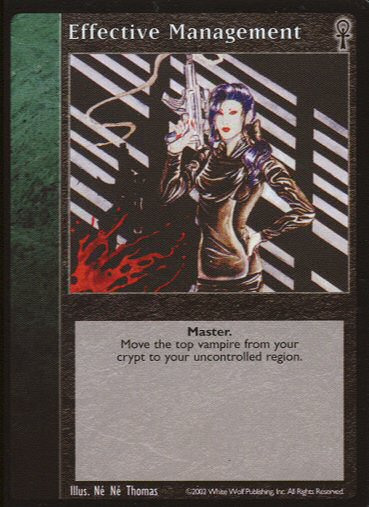 Effective Management
Master.
Move the top vampire from your
crypt to your uncontrolled region.
Illus. Né Né Thomas ©2002 White Wolf Publishing, Inc. All Rights Reserved.